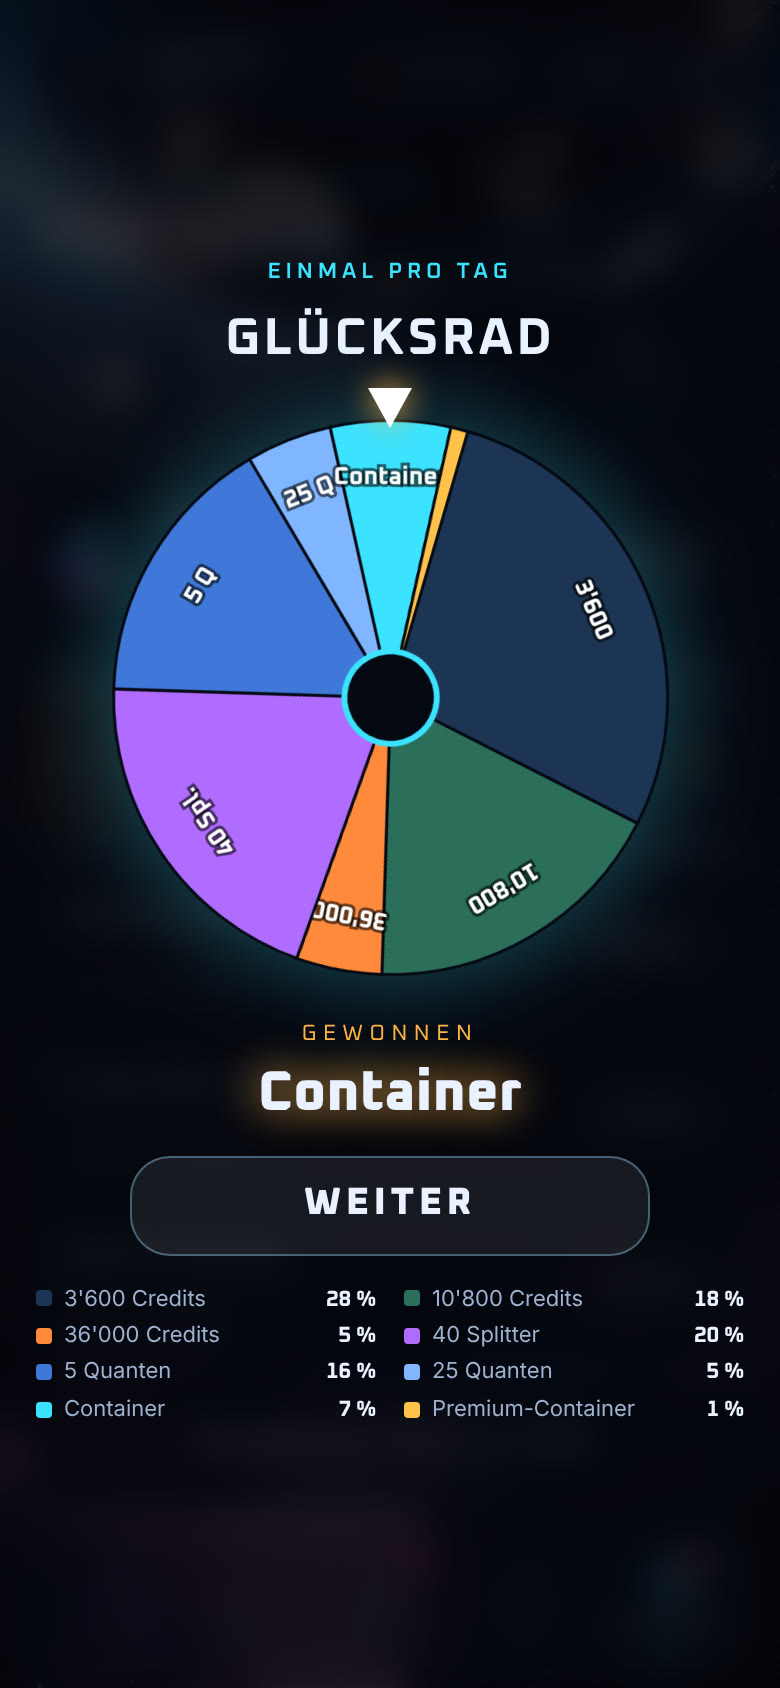 EINMAL PRO TAG
GLÜCKSRAD
Containe
25 Q
5 Q
3'600
40 Spl.
10'800
36'000
GEWONNEN
Container
WEITER
3'600 Credits 28 % 10'800 Credits 18 %
36'000 Credits 5 % 40 Splitter 20 %
5 Quanten 16 % 25 Quanten 5 %
Container 7 % Premium-Container 1 %